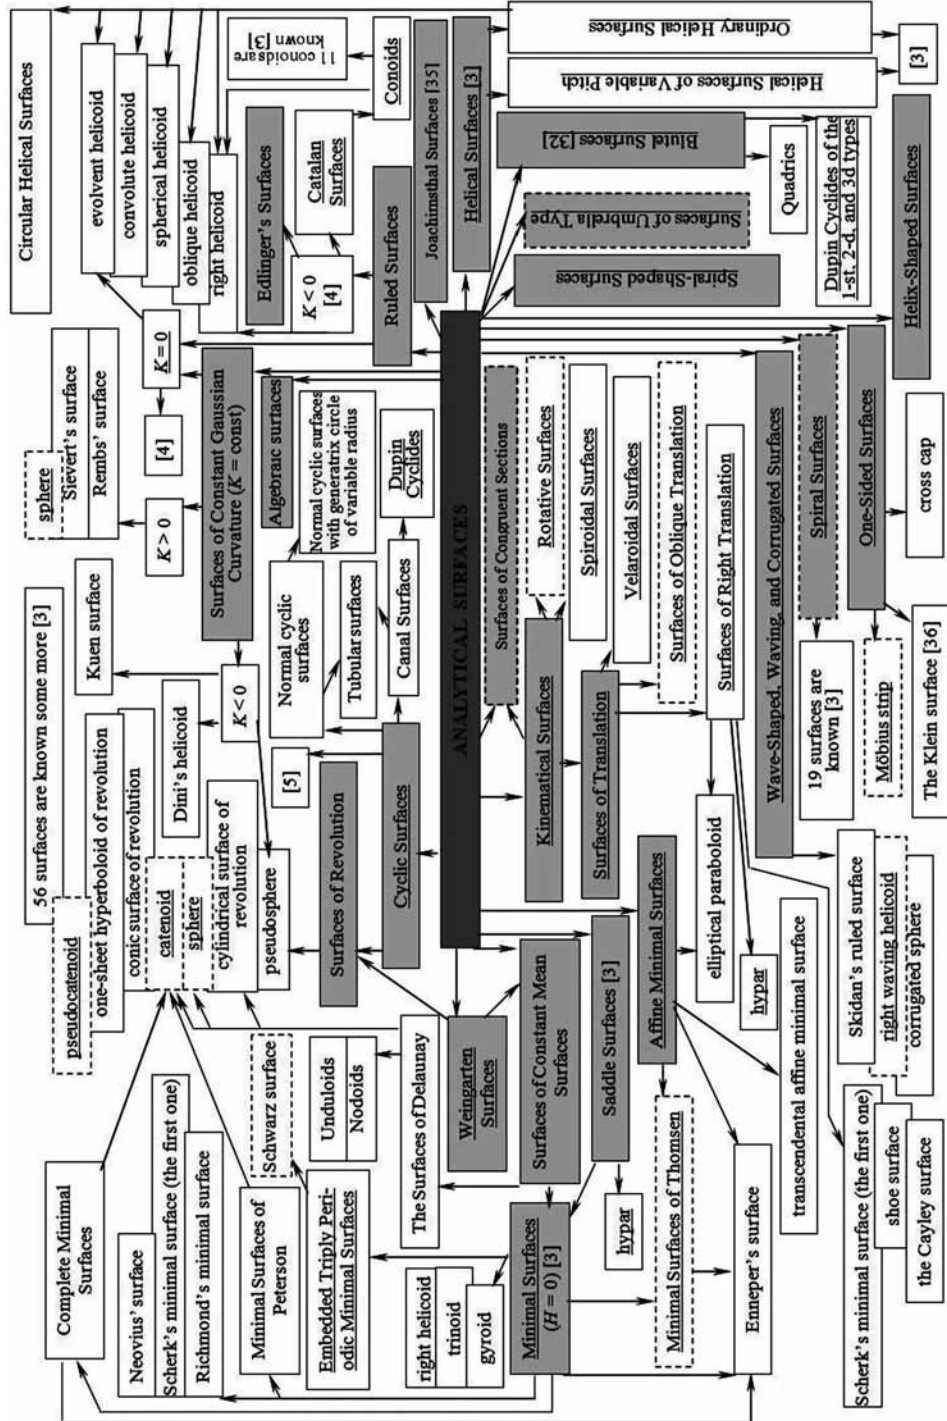 Complete Minimal
Surfaces
Neovius' surface
Scherk's minimal surface (the first one)
Richmond's minimal surface
Minimal Surfaces of
Peterson
Embedded Triply Peri-
odic Minimal Surfaces
right helicoid
trinoid
gyroid
Minimal Surfaces
(H = 0) [3]
Minimal Surfaces of Thomsen
Enneper's surface
hypar
Schwarz surface
Unduloids
Nodoids
The Surfaces of Delaunay
Weingarten
Surfaces
Surfaces of Constant Mean
Surfaces
Saddle Surfaces [3]
Affine Minimal Surfaces
elliptical paraboloid
hypar
transcendental affine minimal surface
Scherk's minimal surface (the first one)
shoe surface
the Cayley surface
Skidan's ruled surface
right waving helicoid
corrugated sphere
56 surfaces are known some more [3]
pseudocatenoid
one-sheet hyperboloid of revolution
conic surface of revolution
catenoid
sphere
cylindrical surface of
revolution
pseudosphere
Surfaces of Revolution
Cyclic Surfaces
[5]
Dini's helicoid
Kuen surface
K < 0
Normal cyclic
surfaces
Tubular surfaces
Canal Surfaces
Dupin
Cyclides
Normal cyclic surfaces
with generatrix circle
of variable radius
Algebraic surfaces
Surfaces of Constant Gaussian
Curvature (K = const)
K > 0
sphere
Sievert's surface
Rembs' surface
K = 0
[4]
ANALYTICAL SURFACES
Surfaces of Congruent Sections
Kinematical Surfaces
Rotative Surfaces
Spiroidal Surfaces
Surfaces of Translation
Velaroidal Surfaces
Surfaces of Oblique Translation
Surfaces of Right Translation
Wave-Shaped, Waving, and Corrugated Surfaces
Spiral Surfaces
19 surfaces are
known [3]
One-Sided Surfaces
Möbius strip
The Klein surface [36]
cross cap
Helix-Shaped Surfaces
Circular Helical Surfaces
evolvent helicoid
convolute helicoid
spherical helicoid
oblique helicoid
right helicoid
11 conoids are
known [3]
Conoids
Catalan
Surfaces
Edlinger's Surfaces
K < 0
[4]
Ruled Surfaces
Joachimsthal Surfaces [35]
Helical Surfaces [3]
Ordinary Helical Surfaces
Helical Surfaces of Variable Pitch
[3]
Blutel Surfaces [32]
Surfaces of Umbrella Type
Spiral-Shaped Surfaces
Quadrics
Dupin Cyclides of the
1-st, 2-d, and 3d types